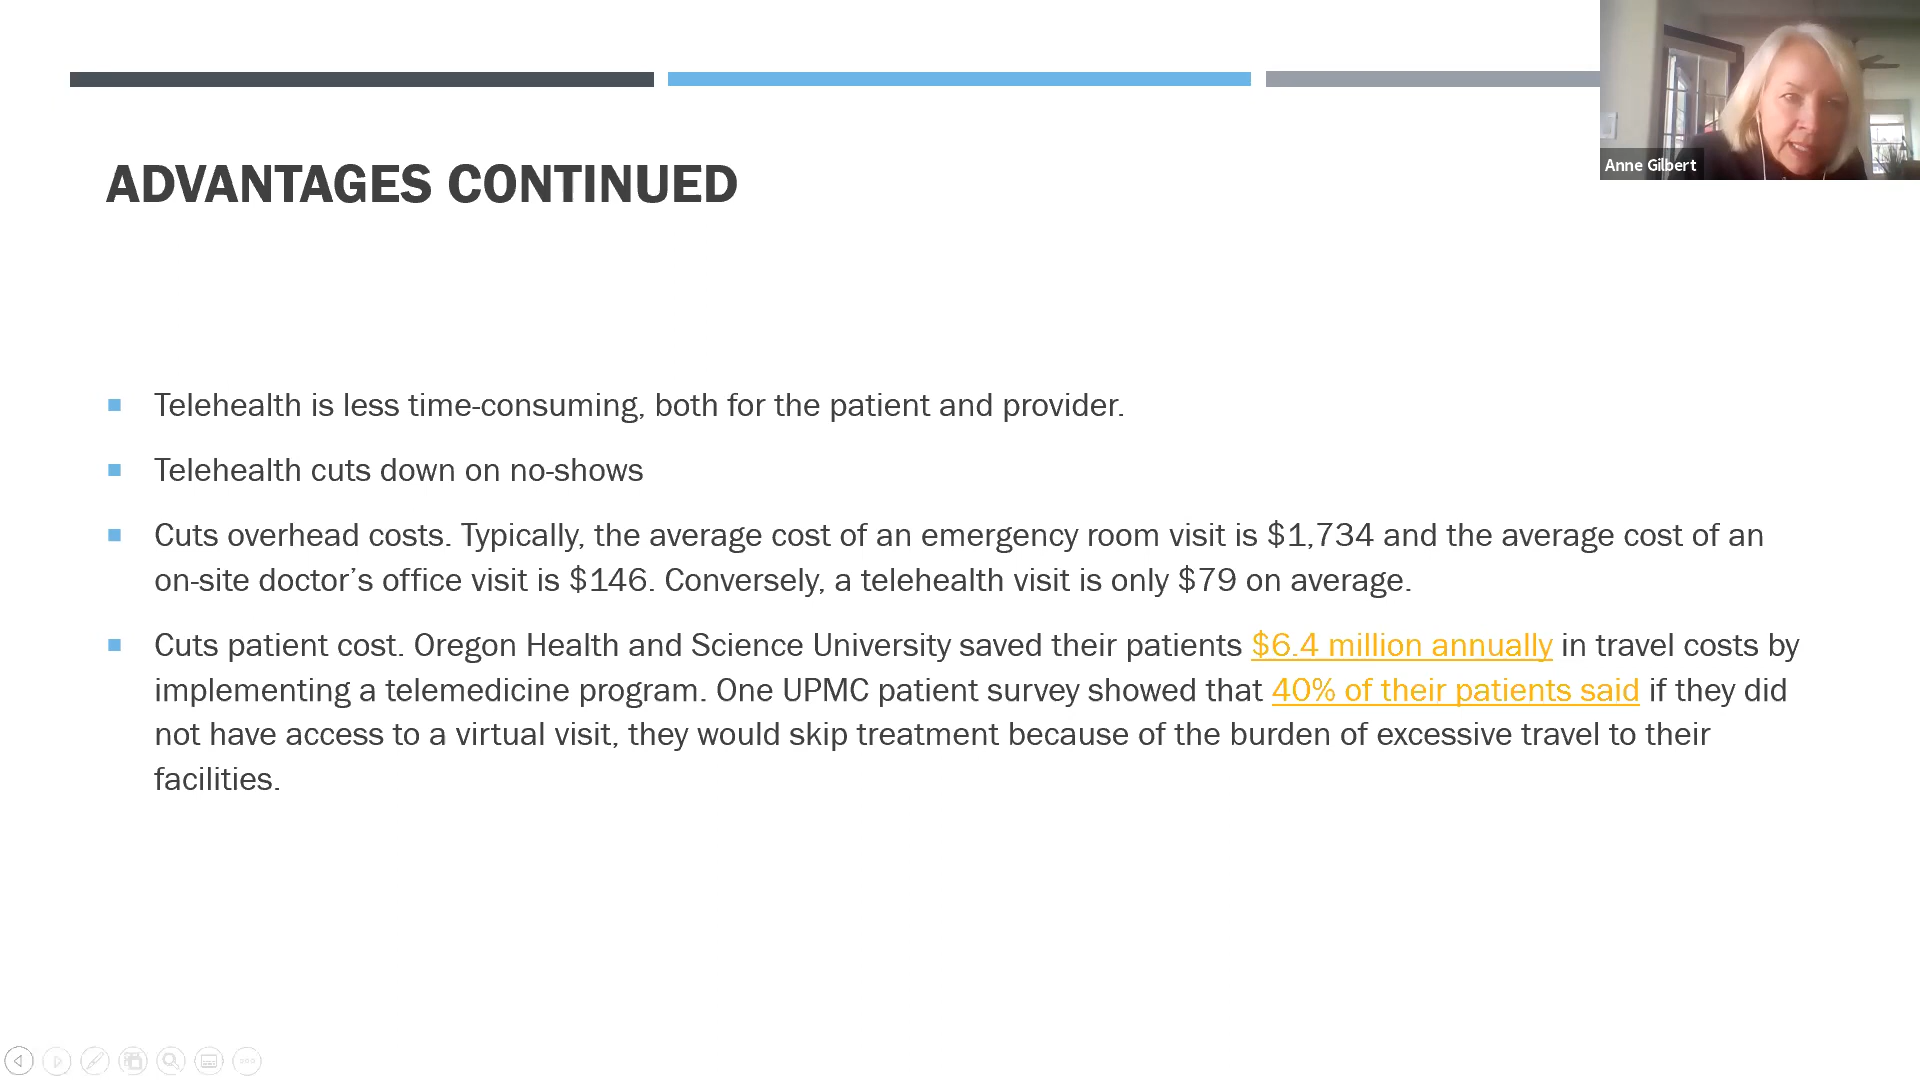 ADVANTAGES CONTINUED
Anne Gilbert
Telehealth is less time-consuming, both for the patient and provider.
Telehealth cuts down on no-shows
Cuts overhead costs. Typically, the average cost of an emergency room visit is $1,734 and the average cost of an
on-site doctor’s office visit is $146. Conversely, a telehealth visit is only $79 on average.
Cuts patient cost. Oregon Health and Science University saved their patients $6.4 million annually in travel costs by
implementing a telemedicine program. One UPMC patient survey showed that 40% of their patients said if they did
not have access to a virtual visit, they would skip treatment because of the burden of excessive travel to their
facilities.